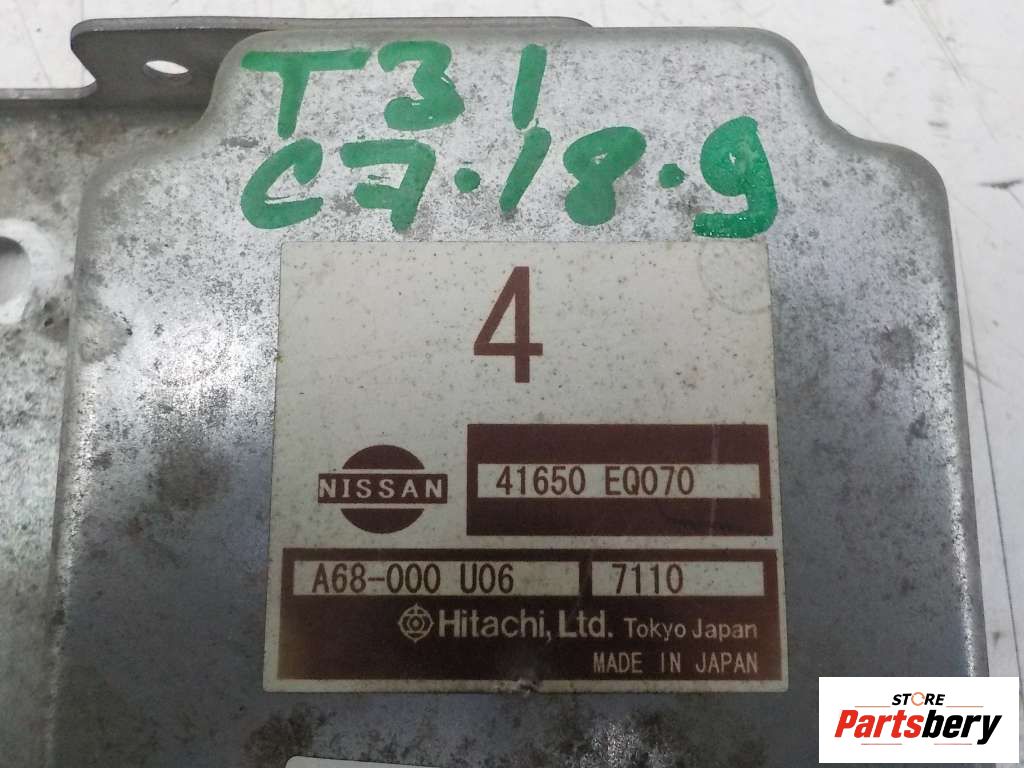 T31
C7.18.9
4
NISSAN
41650 EQ070
A68-000 U06 7110
Hitachi, Ltd. Tokyo Japan
MADE IN JAPAN
STORE
Partsbery